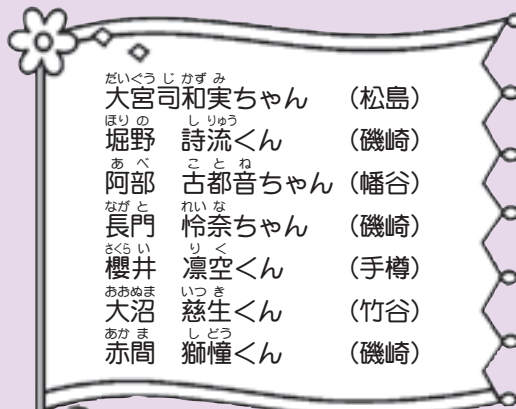 だいぐうじ かずみ
大宮司和実ちゃん (松島)
ほりの しりゅう
堀野 詩流くん (磯崎)
あべ ことね
阿部 古都音ちゃん (幡谷)
ながと れいな
長門 怜奈ちゃん (磯崎)
さくらい りく
櫻井 凛空くん (手樽)
おおぬま いつき
大沼 慈生くん (竹谷)
あかま しどう
赤間 獅憧くん (磯崎)